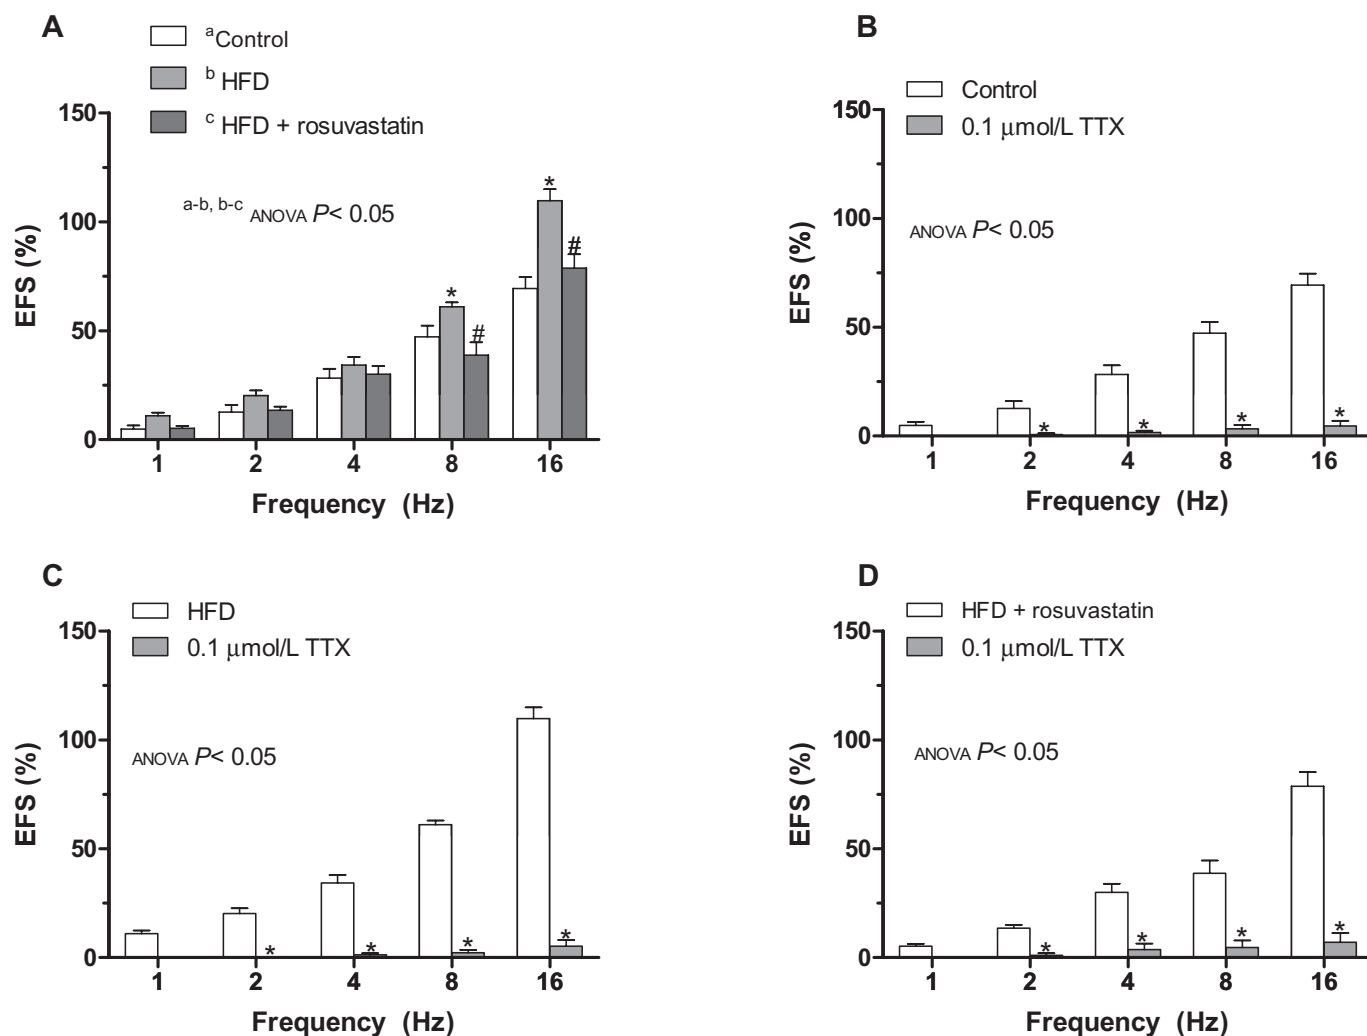 A
ᵃControl
ᵇ HFD
ᶜ HFD + rosuvastatin
150
100
50
0
EFS (%)
a-b, b-c ANOVA P< 0.05
*
#
*
#
1 2 4 8 16
Frequency (Hz)
B
Control
0.1 μmol/L TTX
150
100
50
0
EFS (%)
ANOVA P< 0.05
* * * *
1 2 4 8 16
Frequency (Hz)
C
HFD
0.1 μmol/L TTX
150
100
50
0
EFS (%)
ANOVA P< 0.05
* * * *
1 2 4 8 16
Frequency (Hz)
D
HFD + rosuvastatin
0.1 μmol/L TTX
150
100
50
0
EFS (%)
ANOVA P< 0.05
* * * *
1 2 4 8 16
Frequency (Hz)